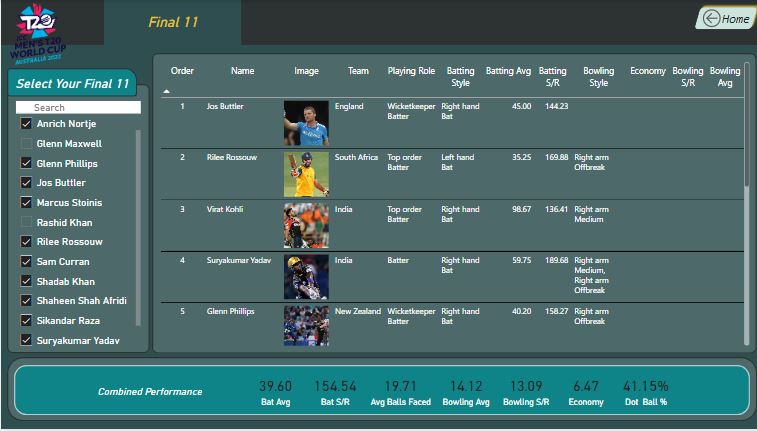 T20
ICC
MEN'S T20
WORLD CUP
AUSTRALIA 2022
Final 11
Home
Select Your Final 11
Search
Anrich Nortje
Glenn Maxwell
Glenn Phillips
Jos Buttler
Marcus Stoinis
Rashid Khan
Rilee Rossouw
Sam Curran
Shadab Khan
Shaheen Shah Afridi
Sikandar Raza
Suryakumar Yadav
Order Name Image Team Playing Role Batting Style Batting Avg Batting S/R Bowling Style Economy Bowling S/R Bowling Avg
1 Jos Buttler England Wicketkeeper Batter Right hand Bat 45.00 144.23
2 Rilee Rossouw South Africa Top order Batter Left hand Bat 35.25 169.88 Right arm Offbreak
3 Virat Kohli India Top order Batter Right hand Bat 98.67 136.41 Right arm Medium
4 Suryakumar Yadav India Batter Right hand Bat 59.75 189.68 Right arm Medium, Right arm Offbreak
5 Glenn Phillips New Zealand Wicketkeeper Batter Right hand Bat 40.20 158.27 Right arm Offbreak
Combined Performance
39.60 154.54 19.71 14.12 13.09 6.47 41.15%
Bat Avg Bat S/R Avg Balls Faced Bowling Avg Bowling S/R Economy Dot Ball %